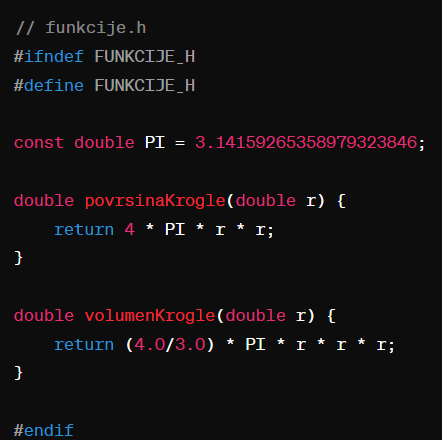 // funkcije.h
#ifndef FUNKCIJE_H
#define FUNKCIJE_H
const double PI = 3.14159265358979323846;
double povrsinaKrogle(double r) {
return 4 * PI * r * r;
}
double volumenKrogle(double r) {
return (4.0/3.0) * PI * r * r * r;
}
#endif